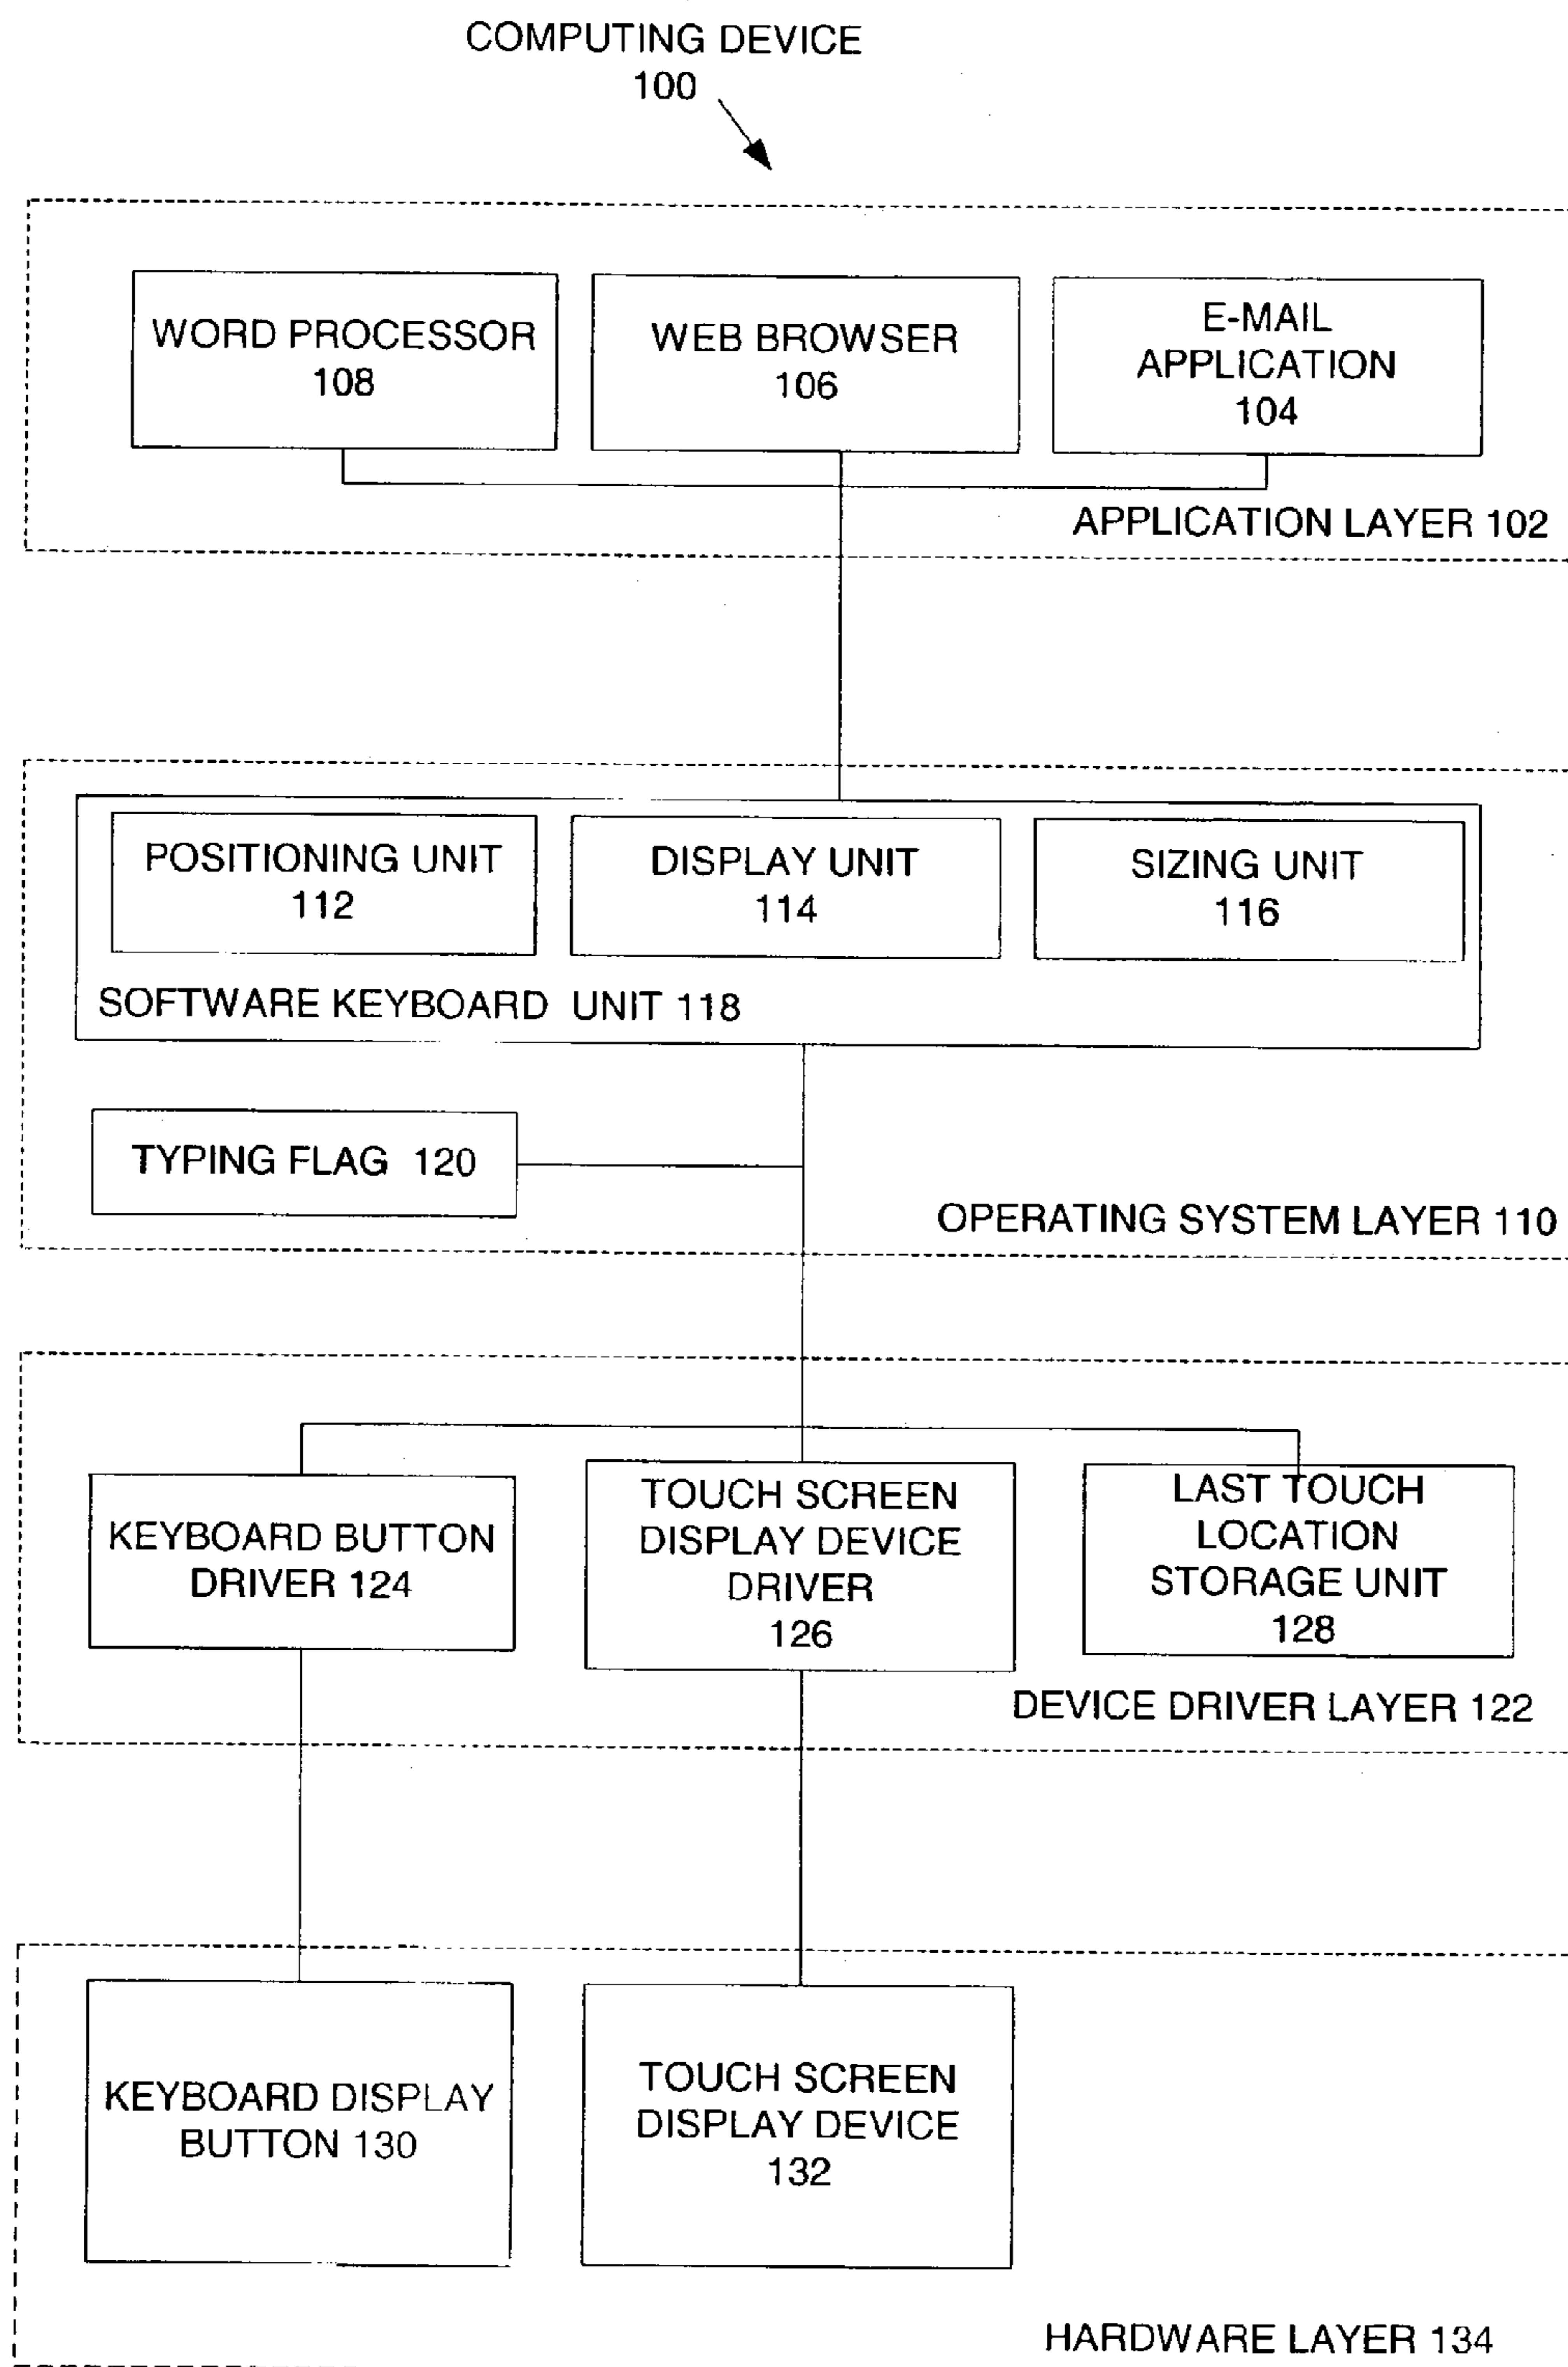 COMPUTING DEVICE
100
WORD PROCESSOR
108
WEB BROWSER
106
E-MAIL
APPLICATION
104
APPLICATION LAYER 102
POSITIONING UNIT
112
DISPLAY UNIT
114
SIZING UNIT
116
SOFTWARE KEYBOARD UNIT 118
TYPING FLAG 120
OPERATING SYSTEM LAYER 110
KEYBOARD BUTTON
DRIVER 124
TOUCH SCREEN
DISPLAY DEVICE
DRIVER
126
LAST TOUCH
LOCATION
STORAGE UNIT
128
DEVICE DRIVER LAYER 122
KEYBOARD DISPLAY
BUTTON 130
TOUCH SCREEN
DISPLAY DEVICE
132
HARDWARE LAYER 134